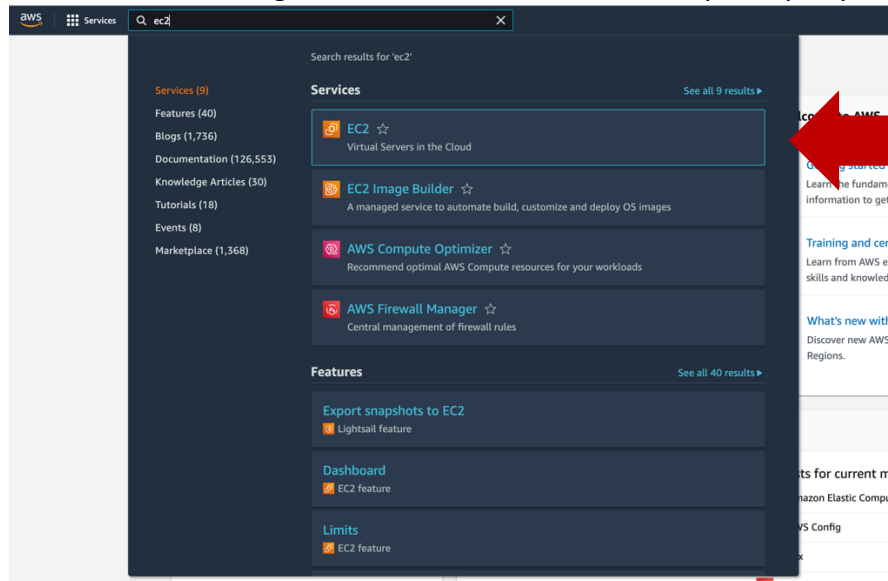 aws
Services
ec2
Search results for 'ec2'
Services (9)
Features (40)
Blogs (1,736)
Documentation (126,553)
Knowledge Articles (30)
Tutorials (18)
Events (8)
Marketplace (1,368)
Services
See all 9 results
EC2
Virtual Servers in the Cloud
EC2 Image Builder
A managed service to automate build, customize and deploy OS images
AWS Compute Optimizer
Recommend optimal AWS Compute resources for your workloads
AWS Firewall Manager
Central management of firewall rules
Features
See all 40 results
Export snapshots to EC2
Lightsail feature
Dashboard
EC2 feature
Limits
EC2 feature
Learn the
information to get
Training and
Learn from AWS
skills and
What's new
Discover new AWS
Regions.
for current
Elastic
Config